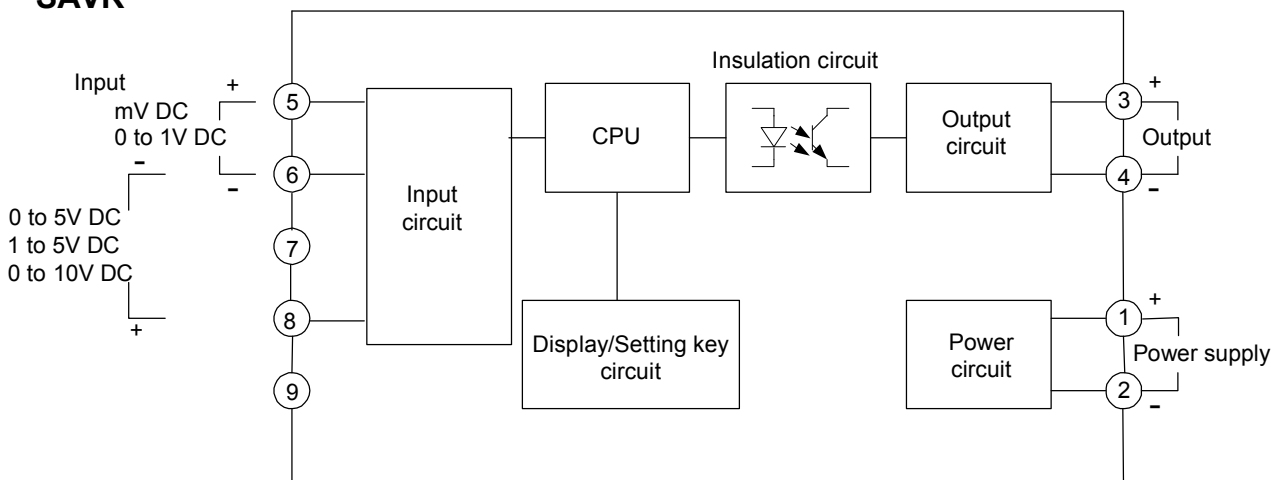 SAVR
Insulation circuit
Input
+
mV DC
0 to 1V DC
-
-
0 to 5V DC
1 to 5V DC
0 to 10V DC
+
5
6
7
8
9
Input
circuit
CPU
Display/Setting key
circuit
Output
circuit
3
+
Output
4
-
Power
circuit
1
+
Power supply
2
-